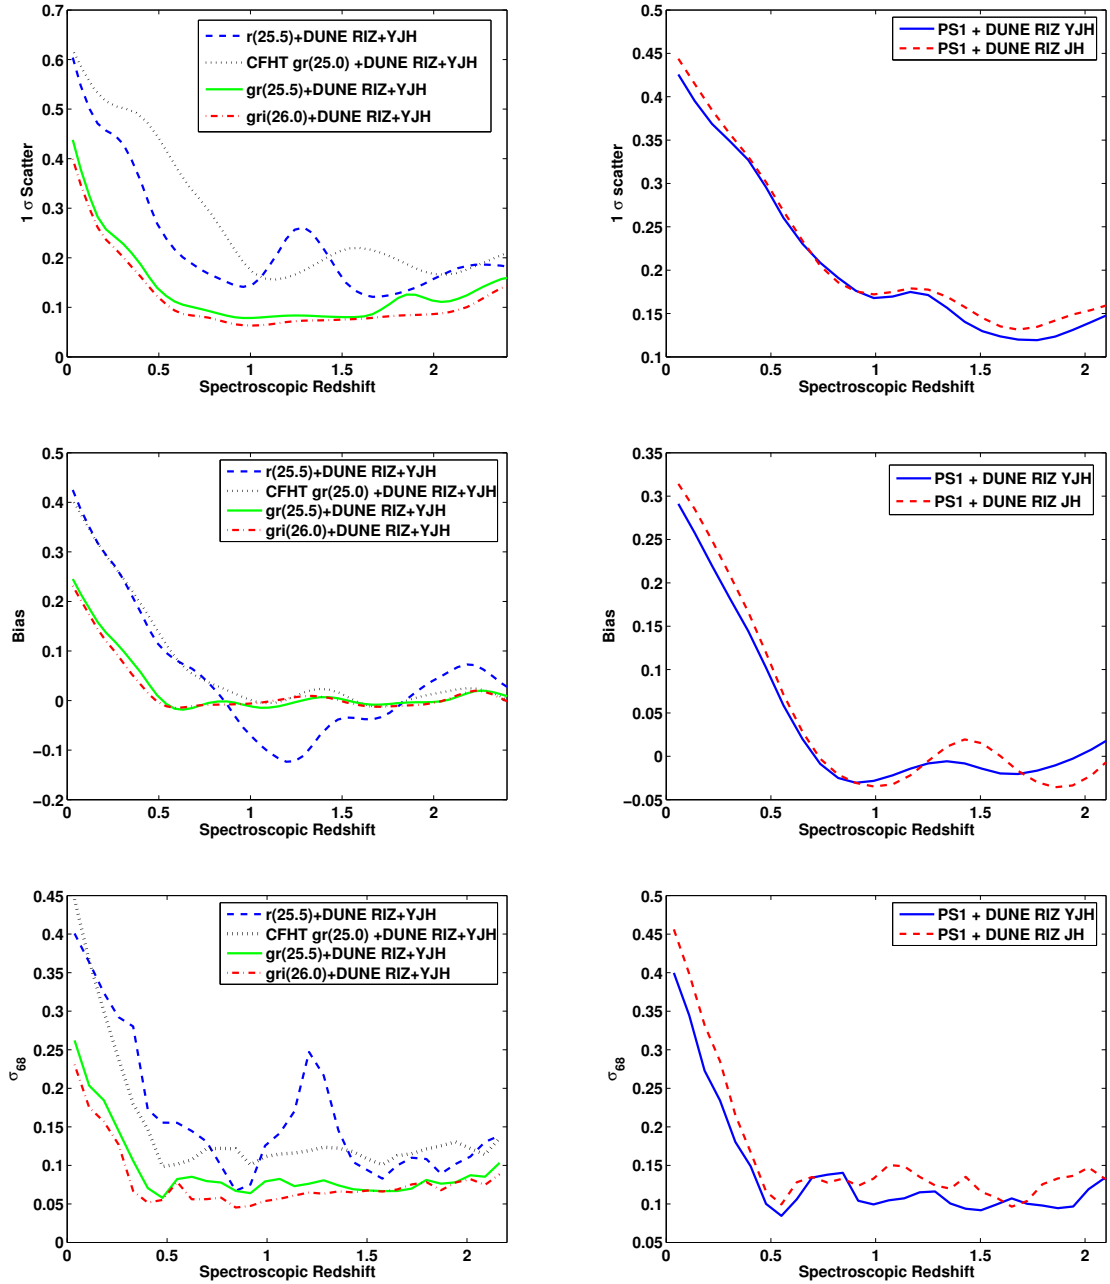 0.7
0.6
0.5
0.4
0.3
0.2
0.1
0
1 σ Scatter
r(25.5)+DUNE RIZ+YJH
CFHT gr(25.0) +DUNE RIZ+YJH
gr(25.5)+DUNE RIZ+YJH
gri(26.0)+DUNE RIZ+YJH
0 0.5 1 1.5 2
Spectroscopic Redshift
0.5
0.45
0.4
0.35
0.3
0.25
0.2
0.15
0.1
1 σ scatter
PS1 + DUNE RIZ YJH
PS1 + DUNE RIZ JH
0 0.5 1 1.5 2
Spectroscopic Redshift
0.5
0.4
0.3
0.2
0.1
0
−0.1
−0.2
Bias
r(25.5)+DUNE RIZ+YJH
CFHT gr(25.0) +DUNE RIZ+YJH
gr(25.5)+DUNE RIZ+YJH
gri(26.0)+DUNE RIZ+YJH
0 0.5 1 1.5 2
Spectroscopic Redshift
0.35
0.3
0.25
0.2
0.15
0.1
0.05
0
−0.05
Bias
PS1 + DUNE RIZ YJH
PS1 + DUNE RIZ JH
0 0.5 1 1.5 2
Spectroscopic Redshift
0.45
0.4
0.35
0.3
0.25
0.2
0.15
0.1
0.05
0
σ68
r(25.5)+DUNE RIZ+YJH
CFHT gr(25.0) +DUNE RIZ+YJH
gr(25.5)+DUNE RIZ+YJH
gri(26.0)+DUNE RIZ+YJH
0 0.5 1 1.5 2
Spectroscopic Redshift
0.5
0.45
0.4
0.35
0.3
0.25
0.2
0.15
0.1
0.05
0
σ68
PS1 + DUNE RIZ YJH
PS1 + DUNE RIZ JH
0 0.5 1 1.5 2
Spectroscopic Redshift